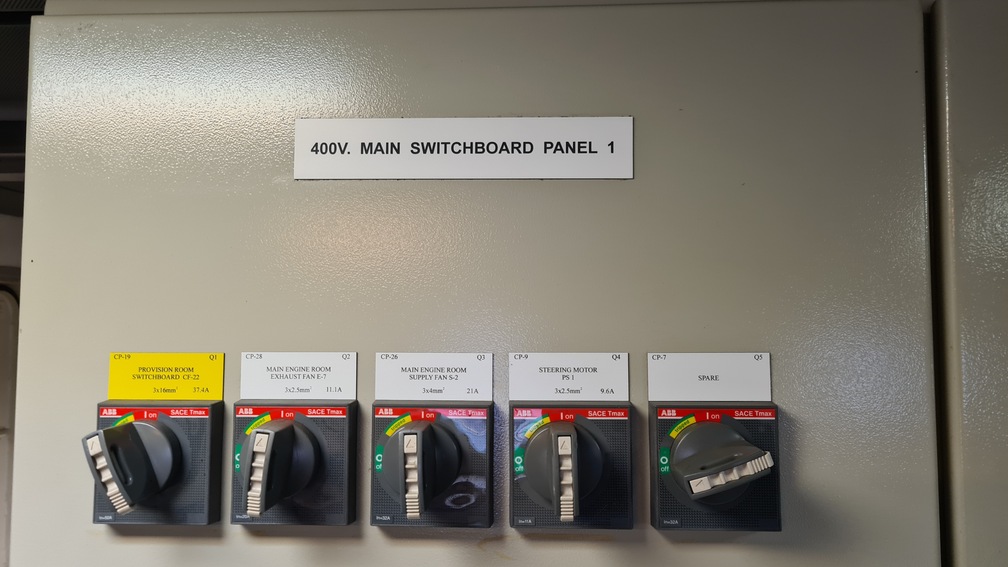 400V. MAIN SWITCHBOARD PANEL 1
CP-19 Q1
PROVISION ROOM
SWITCHBOARD CF-22
3x16mm² 37.4A
CP-28 Q2
MAIN ENGINE ROOM
EXHAUST FAN E-7
3x2.5mm² 11.1A
CP-26 Q3
MAIN ENGINE ROOM
SUPPLY FAN S-2
3x4mm² 21A
CP-9 Q4
STEERING MOTOR
PS 1
3x2.5mm² 9.6A
CP-7 Q5
SPARE
ABB I on SACE Tmax
ABB I on SACE Tmax
ABB I on SACE Tmax
O off
ABB I on SACE Tmax
O off
ABB I on SACE Tmax
O off